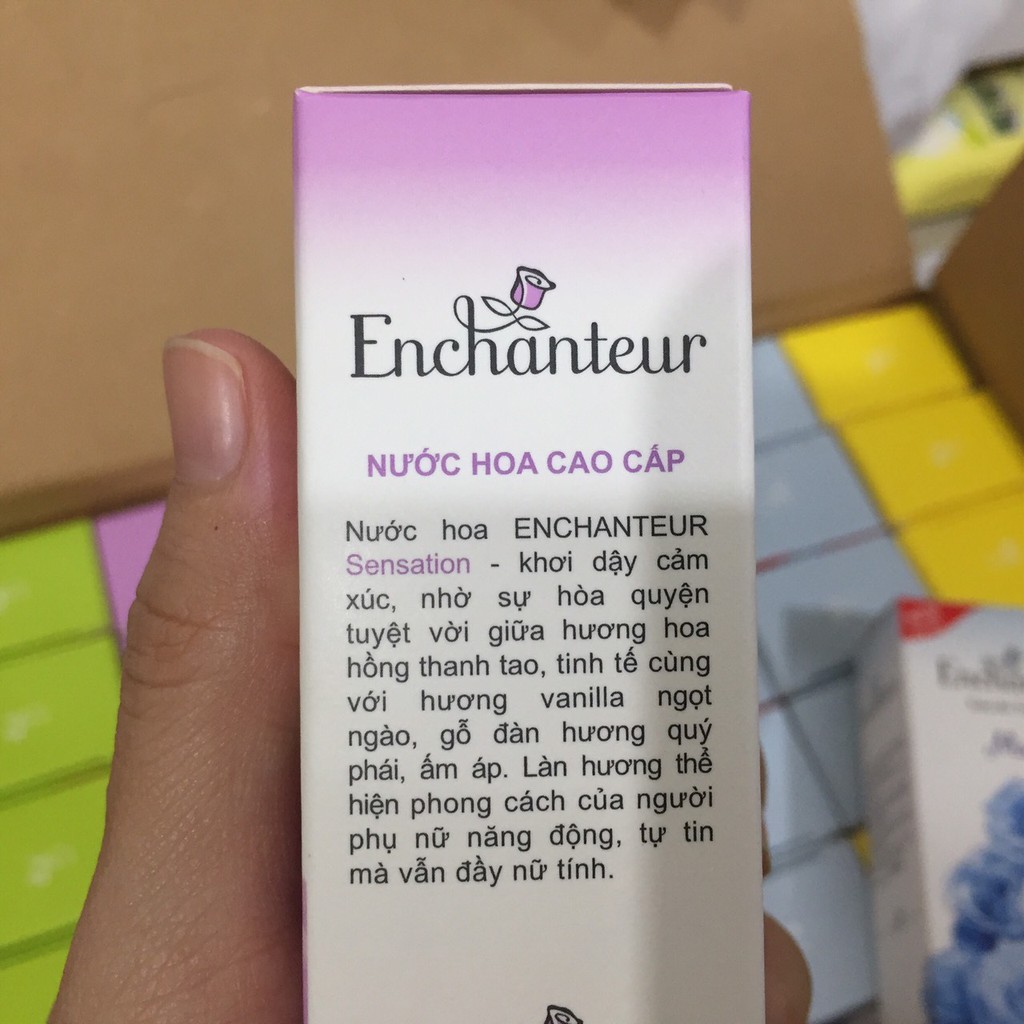 Enchanteur
NƯỚC HOA CAO CẤP
Nước hoa ENCHANTEUR
Sensation - khơi dậy cảm
xúc, nhờ sự hòa quyện
tuyệt vời giữa hương hoa
hồng thanh tao, tinh tế cùng
với hương vanilla ngọt
ngào, gỗ đàn hương quý
phái, ấm áp. Làn hương thể
hiện phong cách của người
phụ nữ năng động, tự tin
mà vẫn đầy nữ tính.